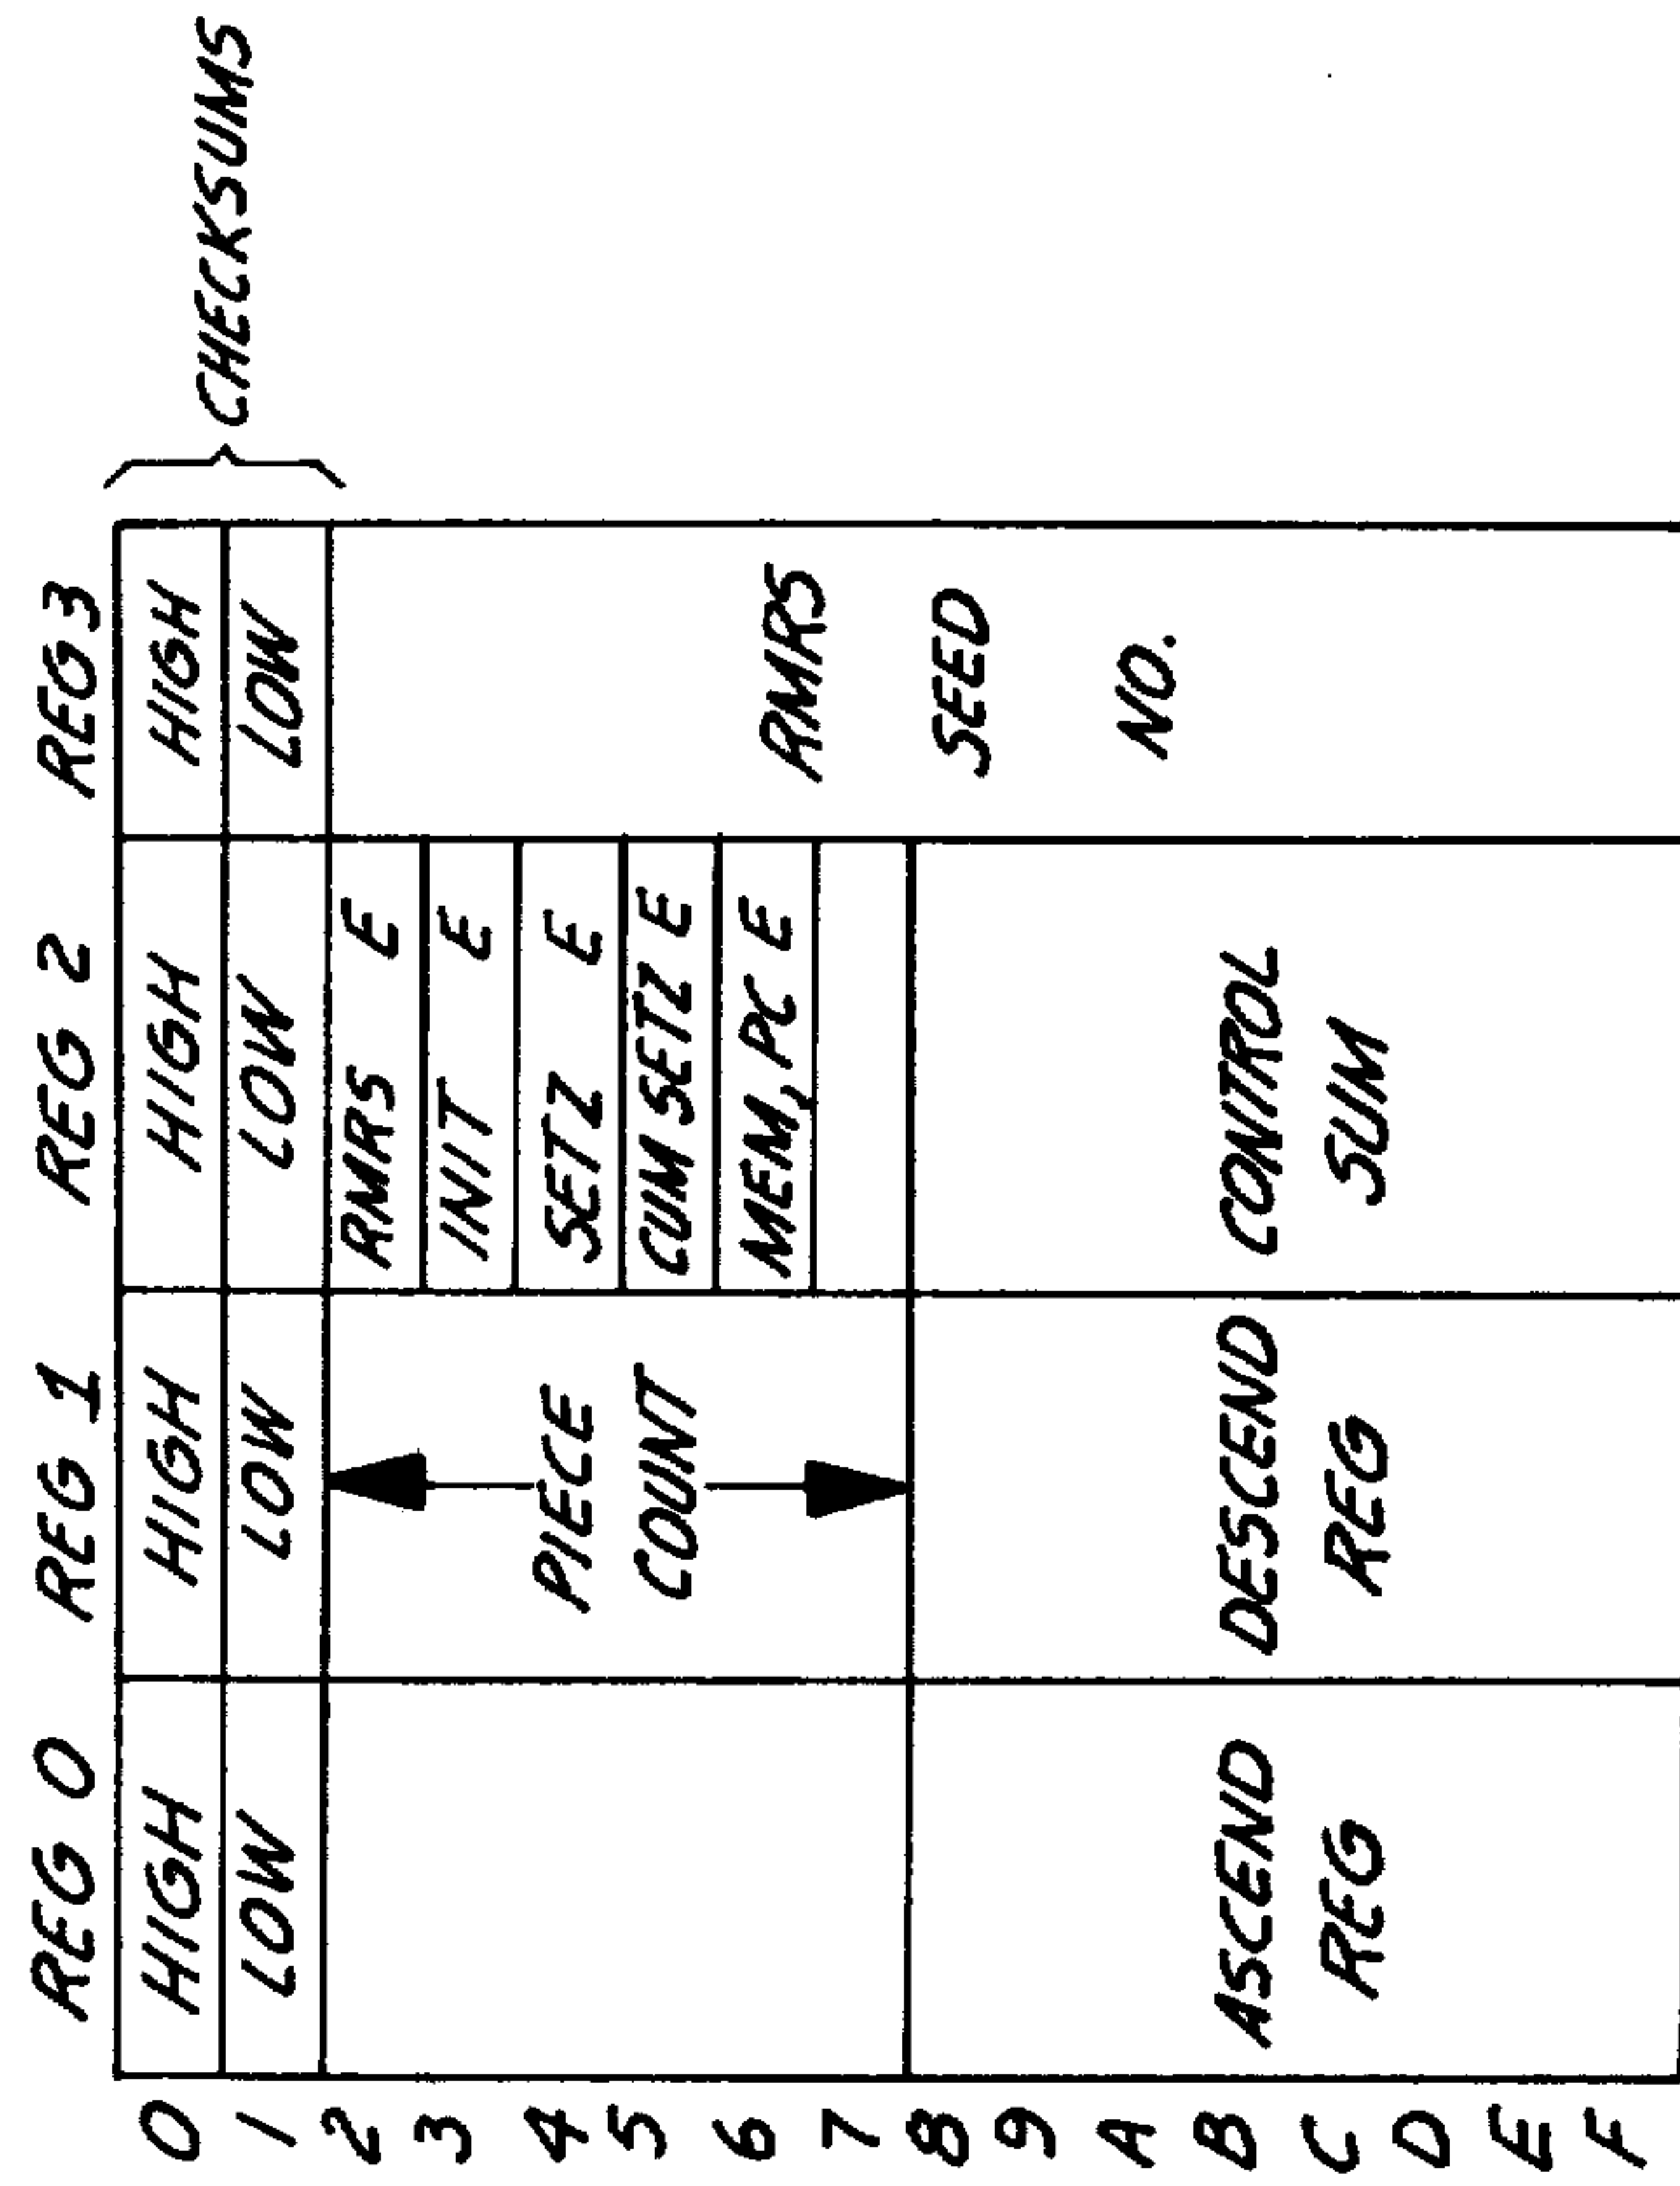 REG 0 REG 1 REG 2 REG 3
0 HIGH HIGH HIGH HIGH
1 LOW LOW LOW LOW
CHECKSUMS
2 RMRS E
3 INIT E
4 SETZ E
5 CUM SETZ E
6 MEM, PC E
7
PIECE
COUNT
RMRS
SEED
NO.
8
9
A
B ASCEND DESCEND CONTROL
C REG REG SUM
D
E
F